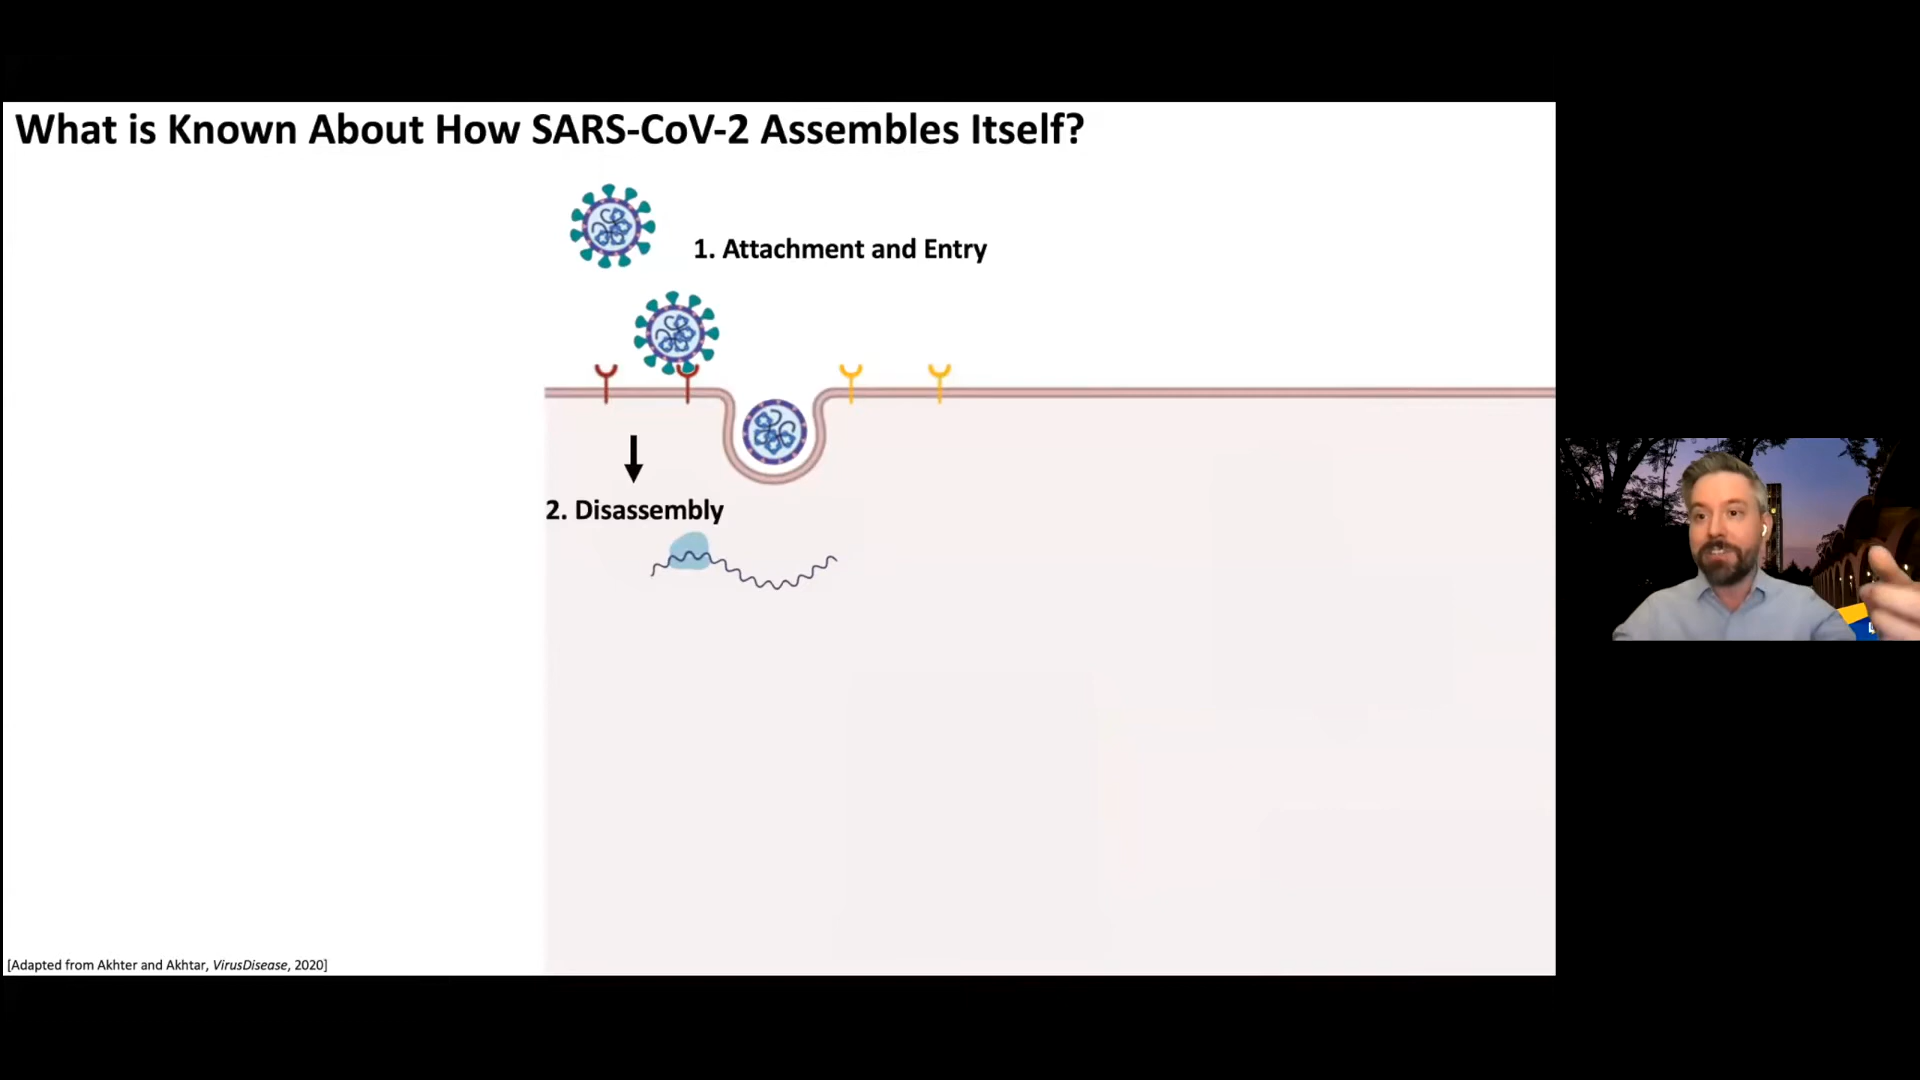 What is Known About How SARS-CoV-2 Assembles Itself?
1. Attachment and Entry
2. Disassembly
[Adapted from Akhter and Akhtar, VirusDisease, 2020]